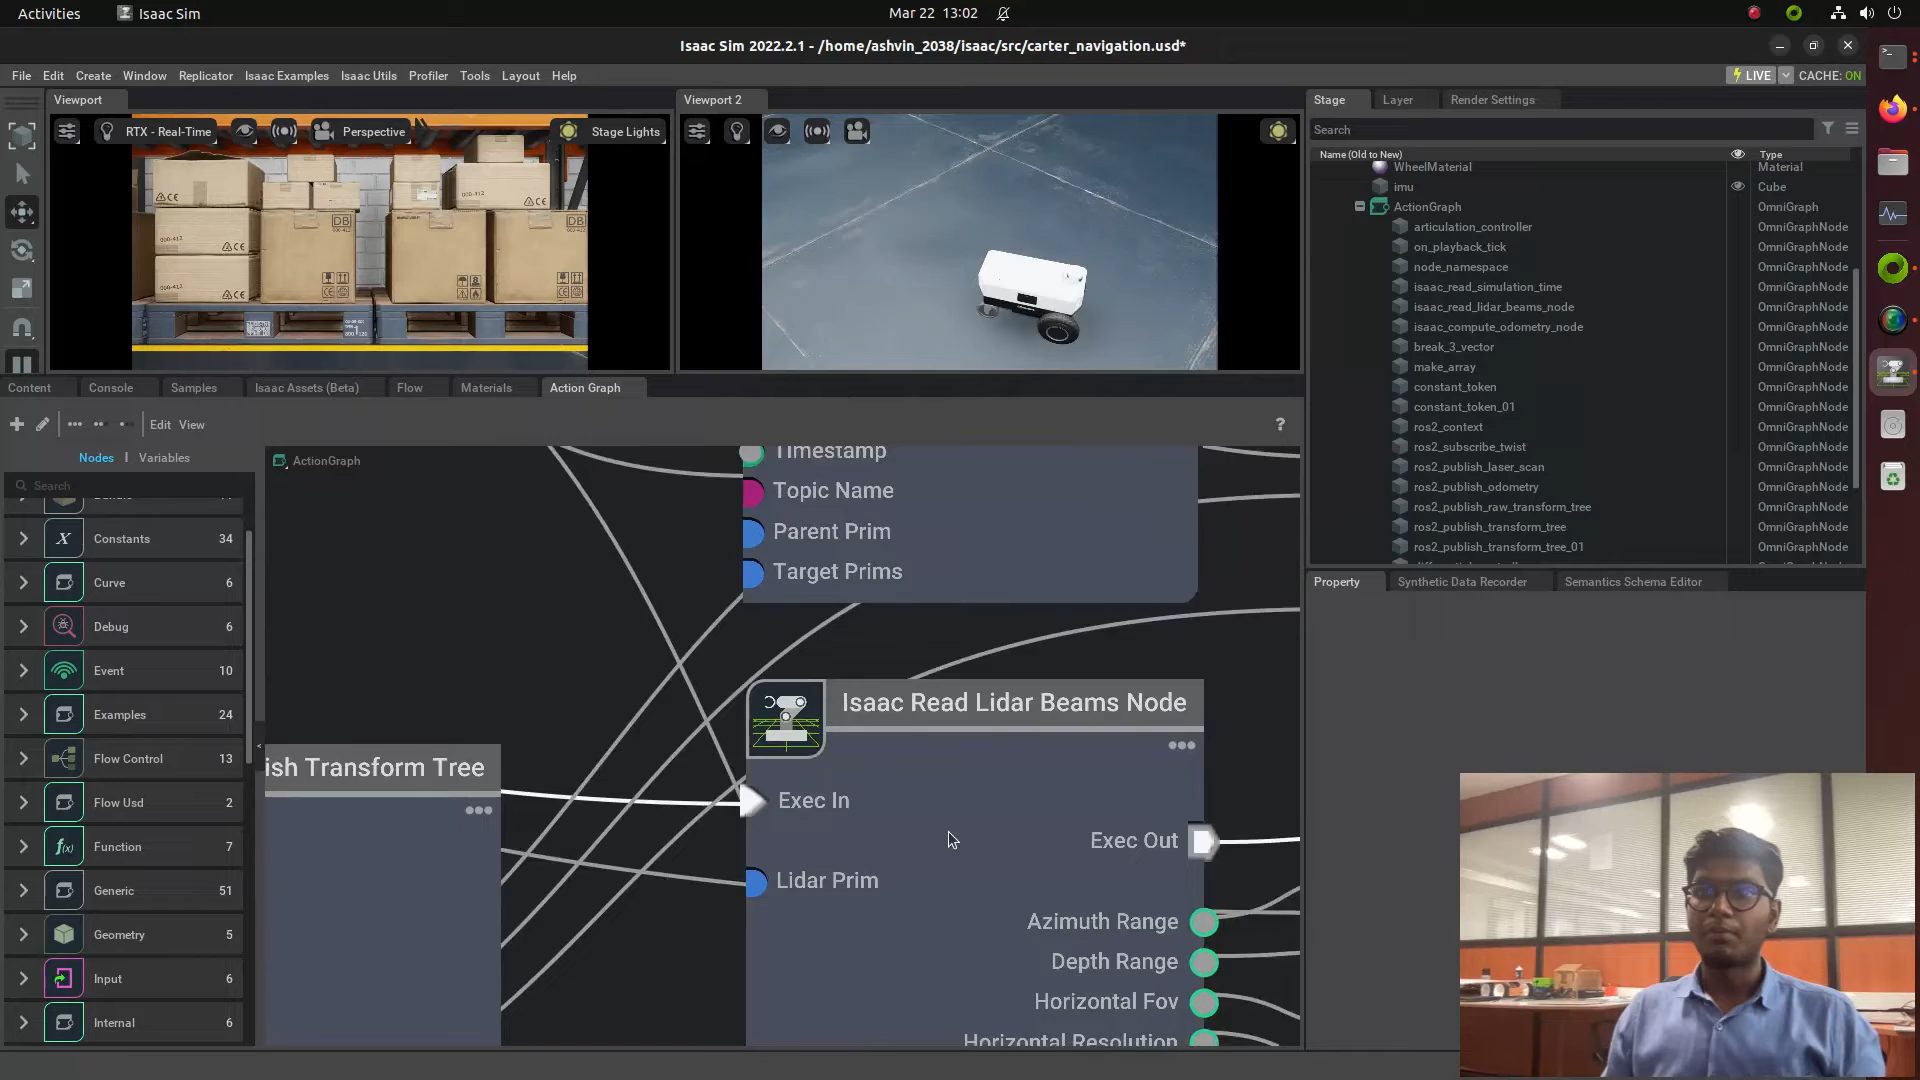 Activities
Isaac Sim
Mar 22 13:02
Isaac Sim 2022.2.1 - /home/ashvin_2038/isaac/src/carter_navigation.usd*
File Edit Create Window Replicator Isaac Examples Isaac Utils Profiler Tools Layout Help
LIVE
CACHE: ON
Viewport
RTX - Real-Time
Perspective
Stage Lights
Viewport 2
Stage
Layer
Render Settings
Search
Name (Old to New)
Type
WheelMaterial Material
imu Cube
ActionGraph OmniGraph
articulation_controller OmniGraphNode
on_playback_tick OmniGraphNode
node_namespace OmniGraphNode
isaac_read_simulation_time OmniGraphNode
isaac_read_lidar_beams_node OmniGraphNode
isaac_compute_odometry_node OmniGraphNode
break_3_vector OmniGraphNode
make_array OmniGraphNode
constant_token OmniGraphNode
constant_token_01 OmniGraphNode
ros2_context OmniGraphNode
ros2_subscribe_twist OmniGraphNode
ros2_publish_laser_scan OmniGraphNode
ros2_publish_odometry OmniGraphNode
ros2_publish_raw_transform_tree OmniGraphNode
ros2_publish_transform_tree OmniGraphNode
ros2_publish_transform_tree_01 OmniGraphNode
Property
Synthetic Data Recorder
Semantics Schema Editor
Content
Console
Samples
Isaac Assets (Beta)
Flow
Materials
Action Graph
Edit View
?
Nodes | Variables
Search
Constants 34
Curve 6
Debug 6
Event 10
Examples 24
Flow Control 13
Flow Usd 2
Function 7
Generic 51
Geometry 5
Input 6
Internal 6
ActionGraph
Timestamp
Topic Name
Parent Prim
Target Prims
ish Transform Tree
Isaac Read Lidar Beams Node
Exec In
Exec Out
Lidar Prim
Azimuth Range
Depth Range
Horizontal Fov
Horizontal Resolution